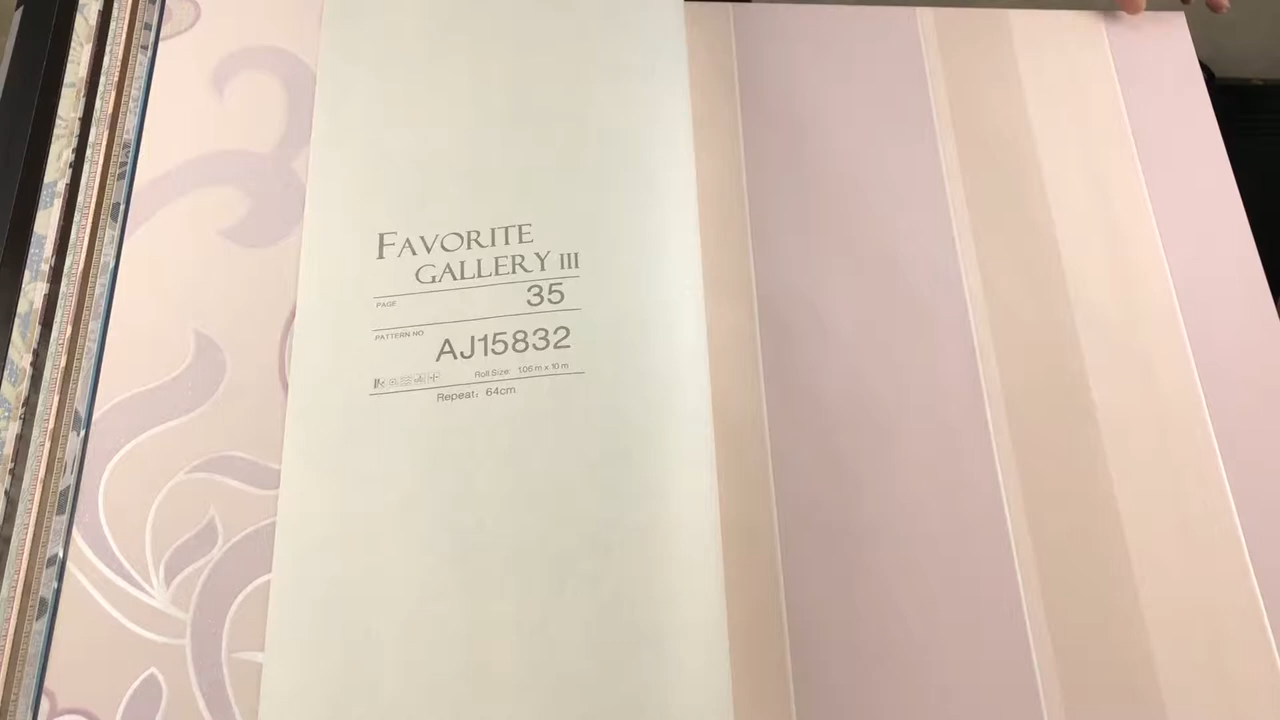 FAVORITE
GALLERY III
PAGE
35
PATTERN NO
AJ15832
Roll Size: 1.06 m x 10 m
Repeat: 64cm